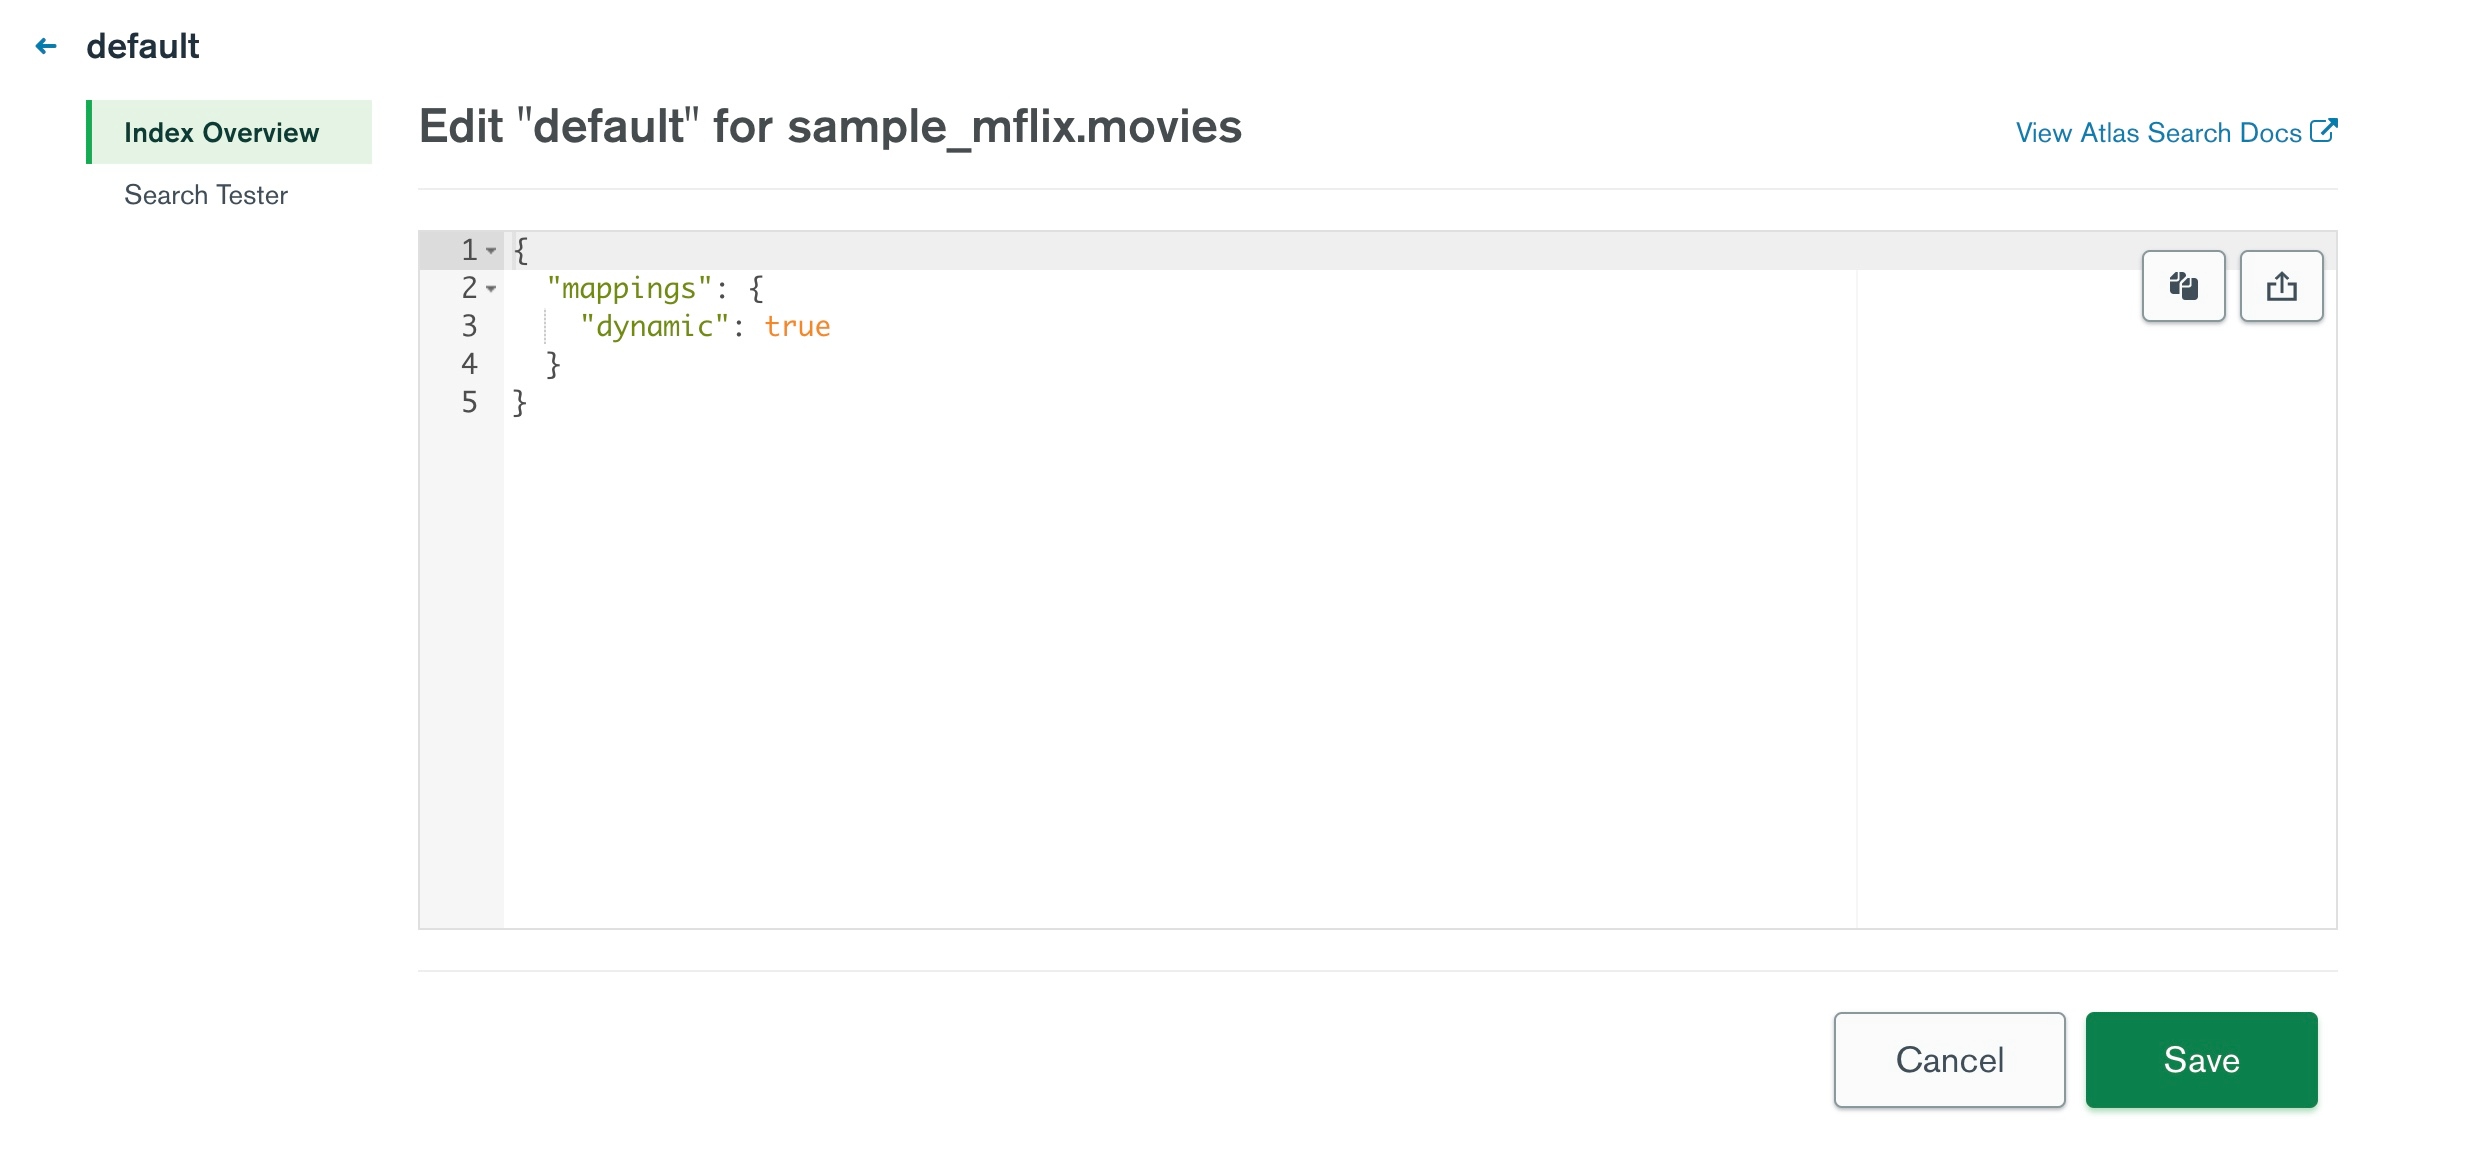 default
Index Overview
Search Tester
Edit "default" for sample_mflix.movies
View Atlas Search Docs
1 {
2 "mappings": {
3 "dynamic": true
4 }
5 }
Cancel
Save